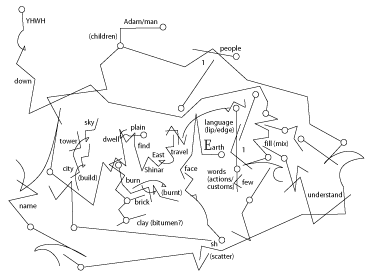 YHWH
Adam/man
(children)
people
1
down
sky
plain
language
(lip/edge)
tower
dwell
find
travel
Earth
fill (mix)
1
East
Shinar
city
(build)
burn
(burnt)
face
words
(actions/
customs)
few
understand
name
brick
clay (bitumen?)
sh
(scatter)